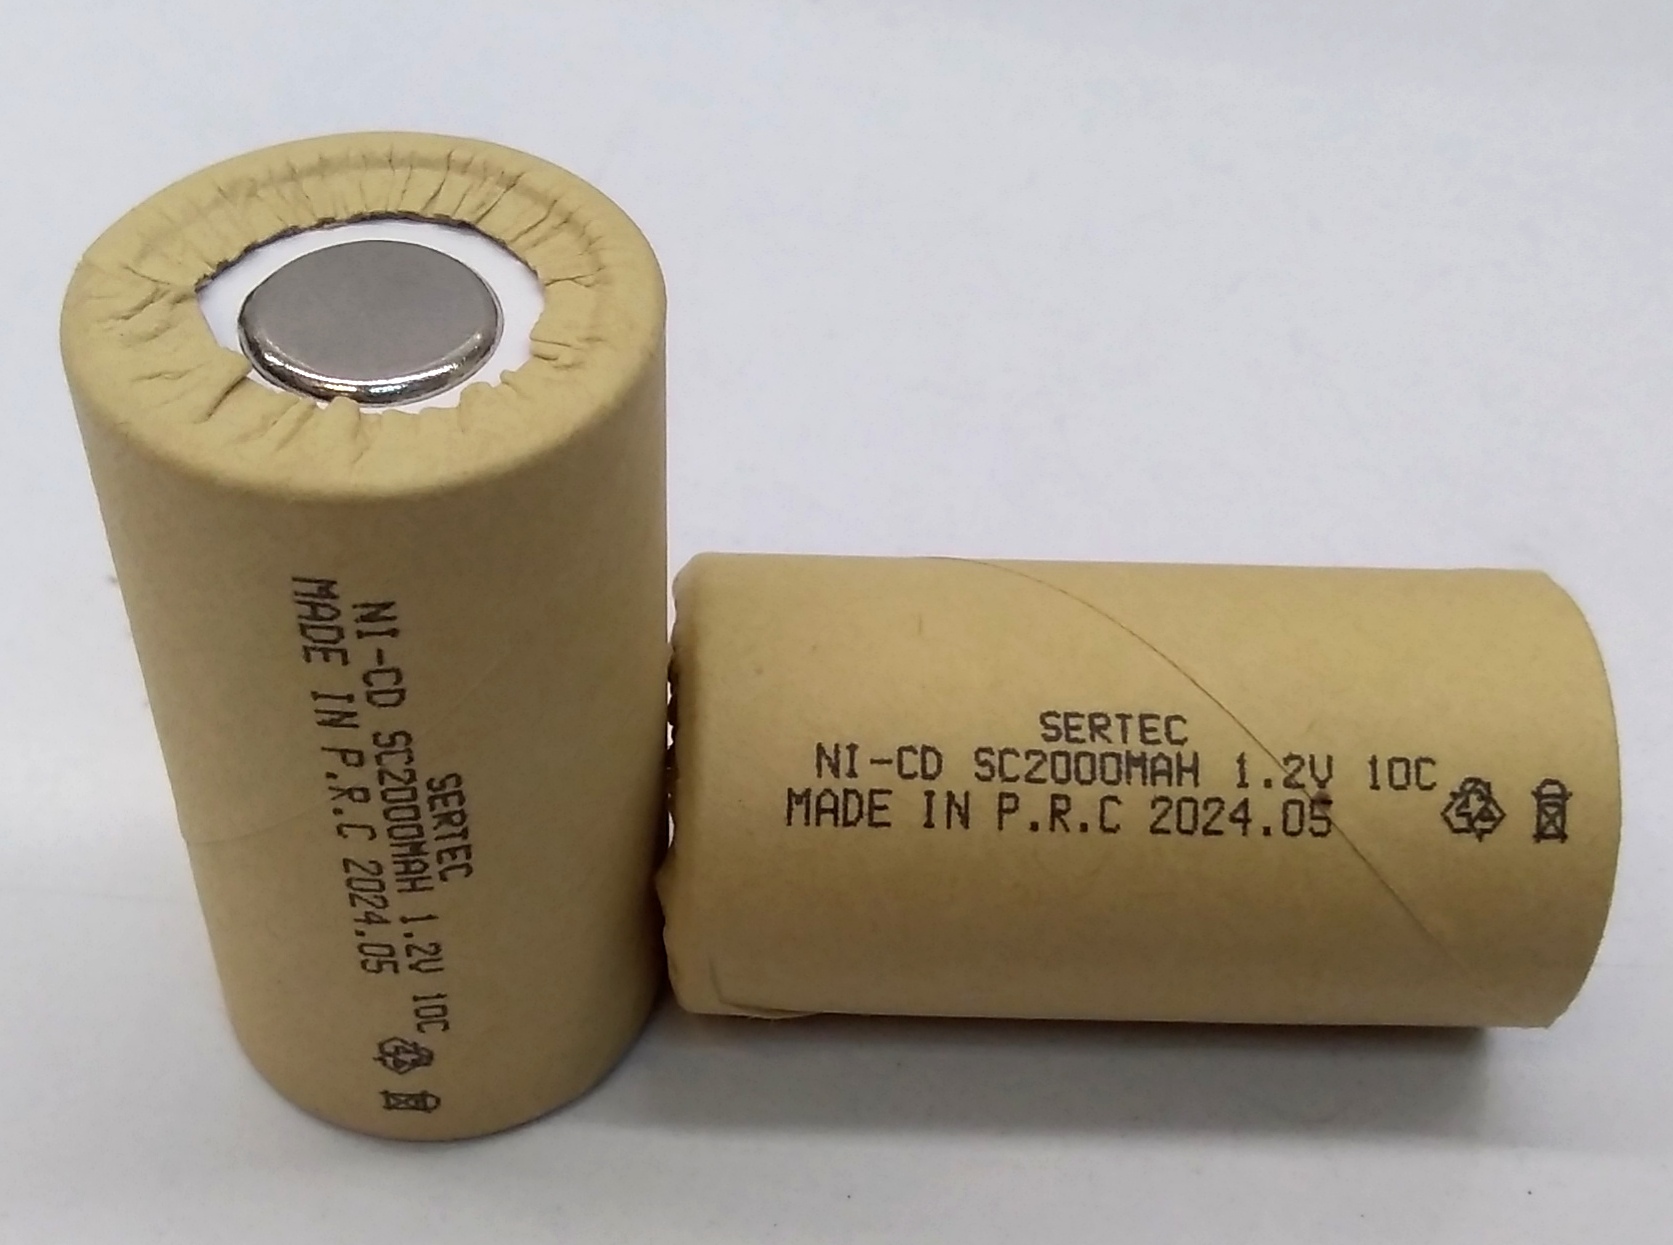 SERTEC
NI-CD SC2000MAH 1.2V 10C
MADE IN P.R.C 2024.05
SERTEC
NI-CD SC2000MAH 1.2V 10C
MADE IN P.R.C 2024.05